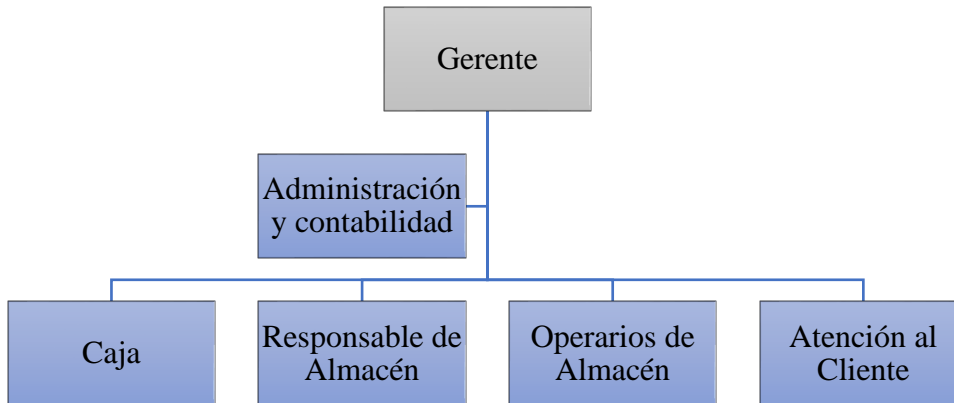 Gerente
Administración
y contabilidad
Caja
Responsable de
Almacén
Operarios de
Almacén
Atención al
Cliente